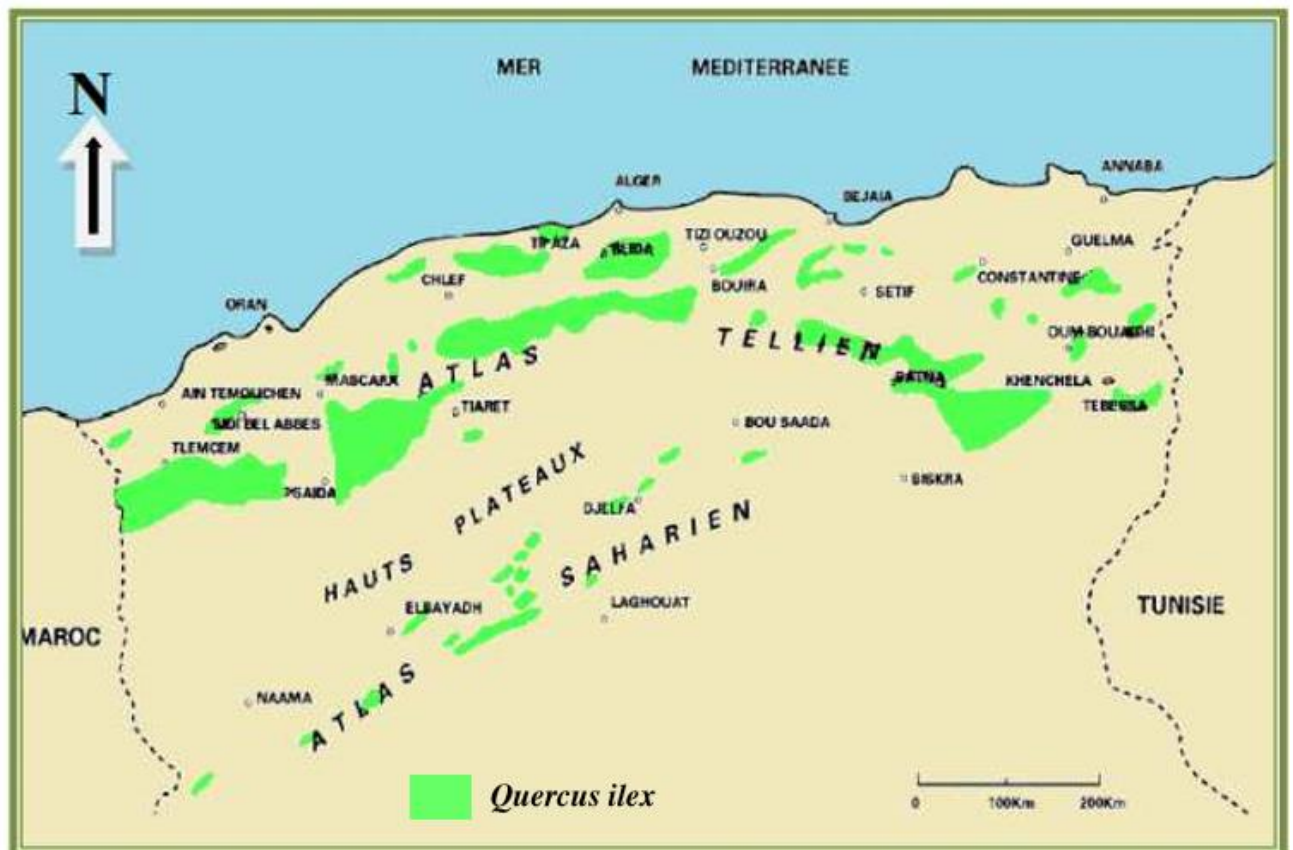 MER MEDITERRANEE
N
ANNABA
ALGER
BEJAIA
TIZI OUZOU
GUELMA
TIPAZA
BLIDA
CONSTANTINE
CHLEF
BOUIRA
SETIF
ORAN
TELLIEN
ATLAS
MASCARA
BATNA
KHENCHELA
AIN TEMOUCHEN
TIARET
TEBESSA
SIDI BEL ABBES
BOU SAADA
TLEMCEM
BISKRA
SAIDA
HAUTS PLATEAUX
DJELFA
ATLAS SAHARIEN
ELBAYADH
LAGHOUAT
TUNISIE
MAROC
NAAMA
Quercus ilex
0 100Km 200Km